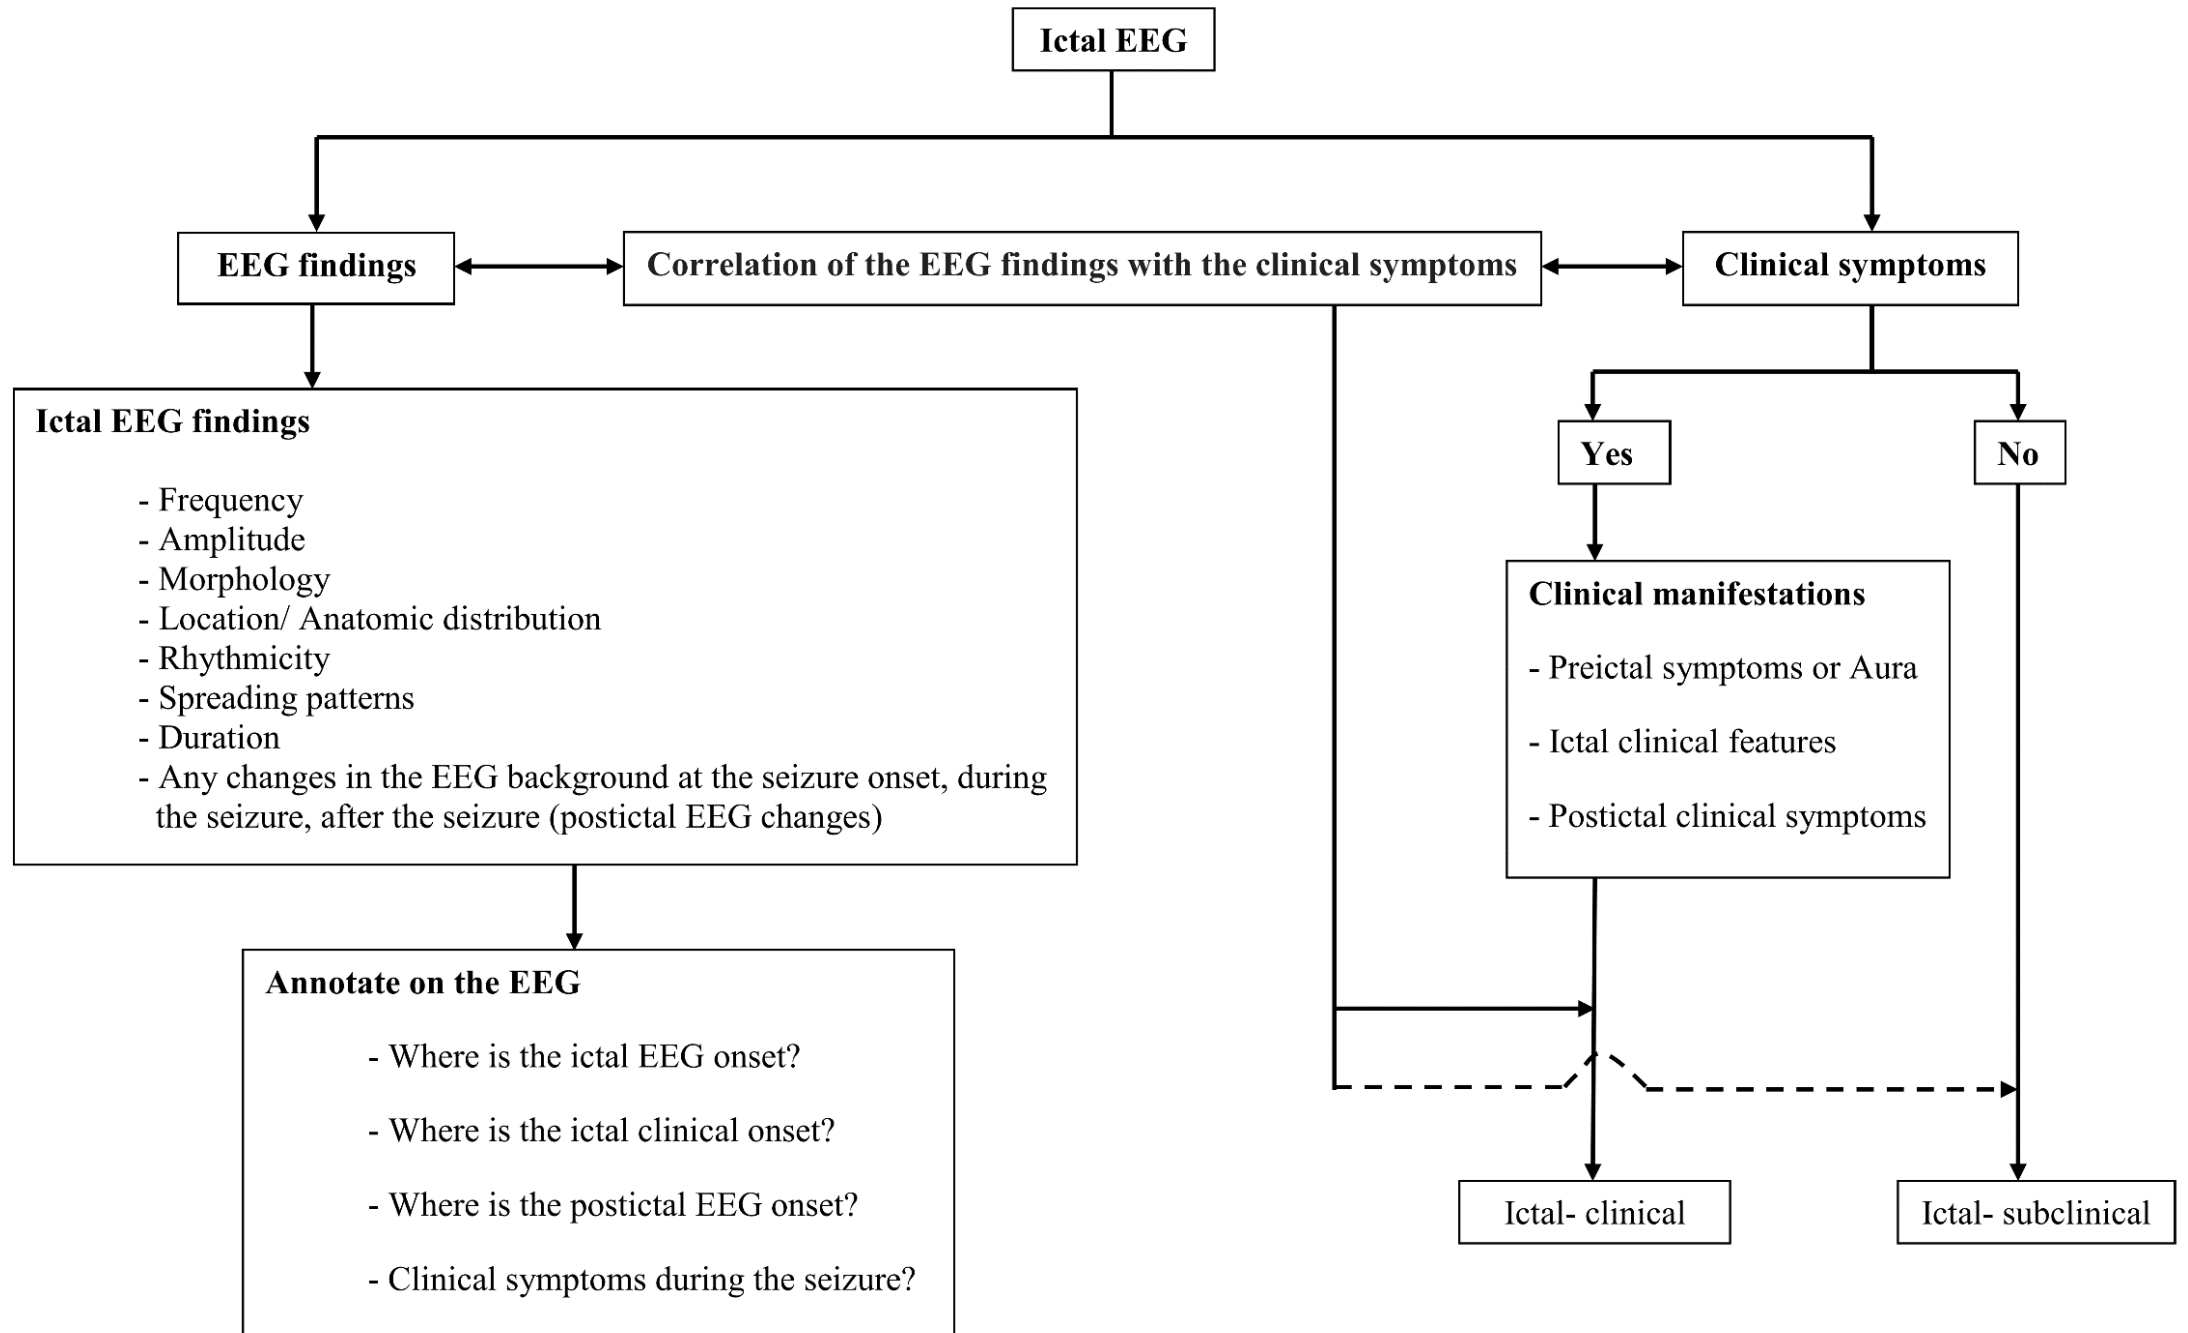 Ictal EEG
EEG findings
Correlation of the EEG findings with the clinical symptoms
Clinical symptoms
Ictal EEG findings
- Frequency
- Amplitude
- Morphology
- Location/ Anatomic distribution
- Rhythmicity
- Spreading patterns
- Duration
- Any changes in the EEG background at the seizure onset, during
the seizure, after the seizure (postictal EEG changes)
Annotate on the EEG
- Where is the ictal EEG onset?
- Where is the ictal clinical onset?
- Where is the postictal EEG onset?
- Clinical symptoms during the seizure?
Yes
No
Clinical manifestations
- Preictal symptoms or Aura
- Ictal clinical features
- Postictal clinical symptoms
Ictal- clinical
Ictal- subclinical